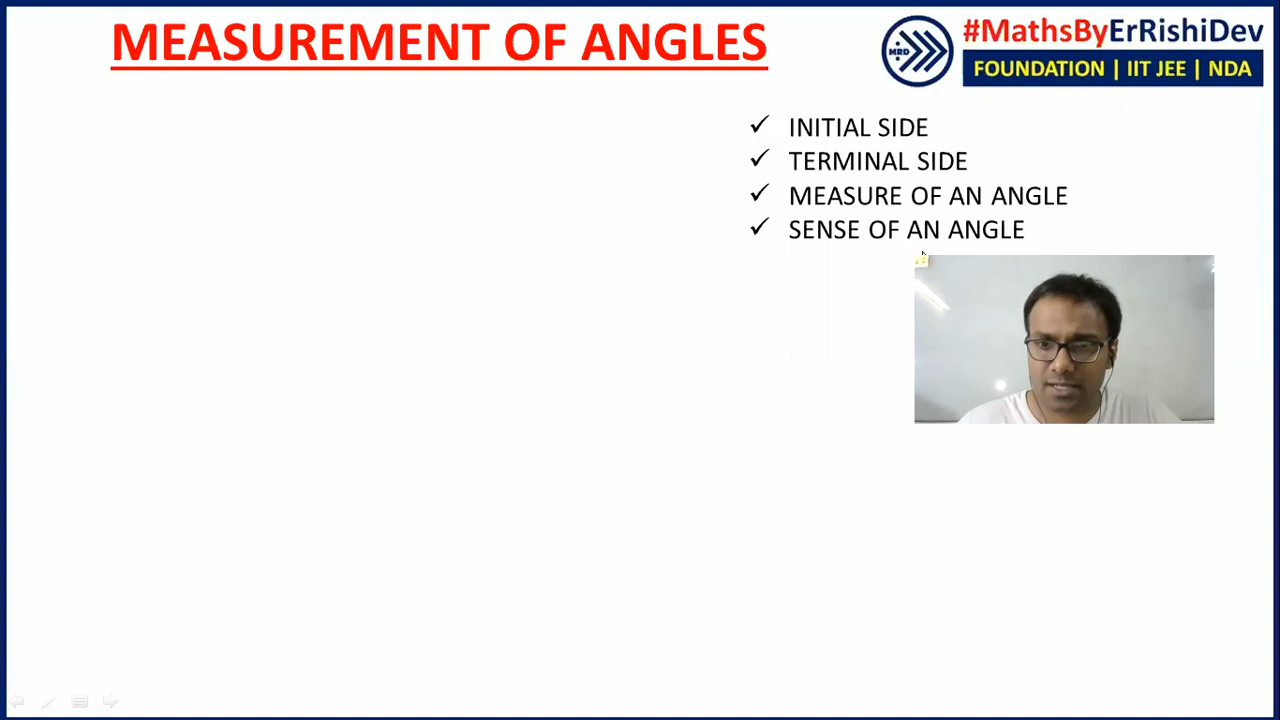 MEASUREMENT OF ANGLES
MRD
#MathsByErRishiDev
FOUNDATION | IIT JEE | NDA
✓ INITIAL SIDE
✓ TERMINAL SIDE
✓ MEASURE OF AN ANGLE
✓ SENSE OF AN ANGLE